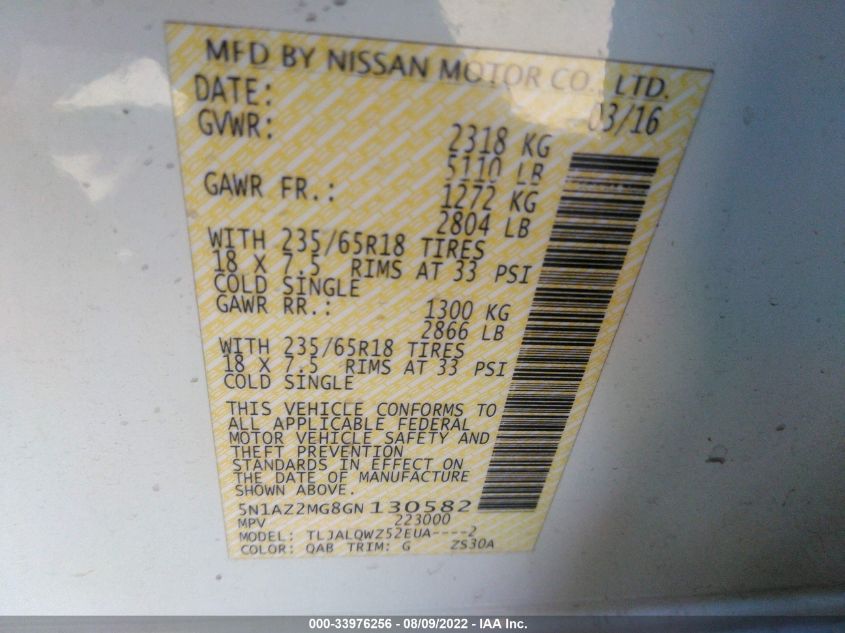 MFD BY NISSAN MOTOR CO., LTD.
DATE: 03/16
GVWR: 2318 KG
5110 LB
GAWR FR.: 1272 KG
2804 LB
WITH 235/65R18 TIRES
18 X 7.5 RIMS AT 33 PSI
COLD SINGLE
GAWR RR.: 1300 KG
2866 LB
WITH 235/65R18 TIRES
18 X 7.5 RIMS AT 33 PSI
COLD SINGLE
THIS VEHICLE CONFORMS TO
ALL APPLICABLE FEDERAL
MOTOR VEHICLE SAFETY AND
THEFT PREVENTION
STANDARDS IN EFFECT ON
THE DATE OF MANUFACTURE
SHOWN ABOVE.
5N1AZ2MG8GN130582
MPV 223000
MODEL: TLJALQWZ52EUA----2
COLOR: QAB TRIM: G ZS30A
000-33976256 - 08/09/2022 - IAA Inc.